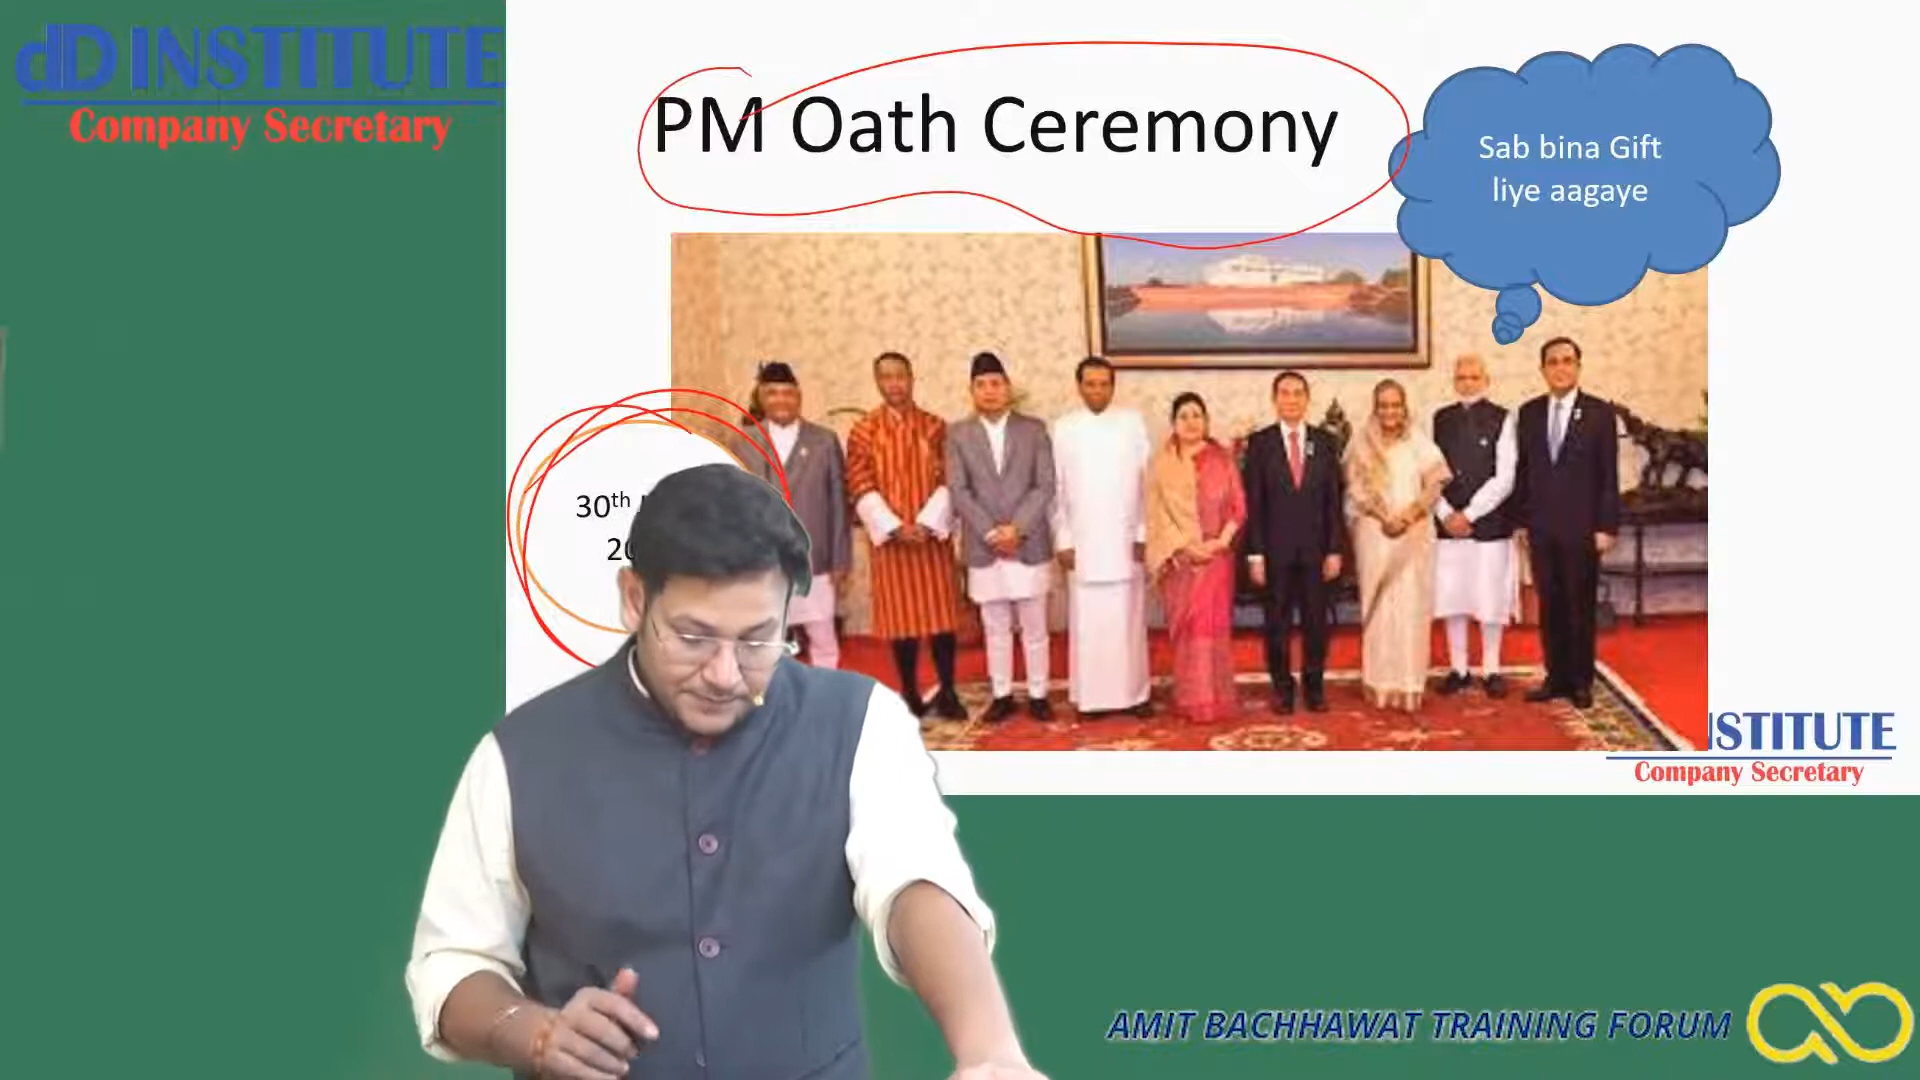 dD INSTITUTE
Company Secretary
PM Oath Ceremony
Sab bina Gift
liye aagaye
30th
STITUTE
Company Secretary
AMIT BACHHAWAT TRAINING FORUM